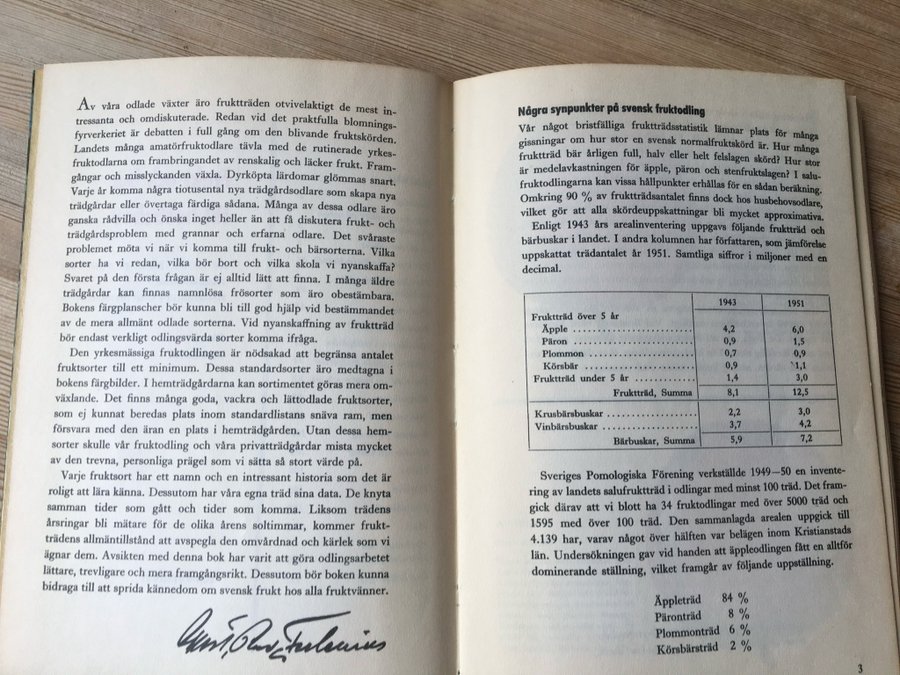 Av våra odlade växter äro fruktträden otvivelaktigt de mest in-
tressanta och omdiskuterade. Redan vid det praktfulla blomnings-
fyrverkeriet är debatten i full gång om den blivande fruktskörden.
Landets många amatörfruktodlare tävla med de rutinerade yrkes-
fruktodlarna om frambringandet av renskalig och läcker frukt. Fram-
gångar och misslyckanden växla. Dyrköpta lärdomar glömmas snart.
Varje år komma några tiotusental nya trädgårdsodlare som skapa nya
trädgårdar eller övertaga färdiga sådana. Många av dessa odlare äro
ganska rådvilla och önska inget heller än att få diskutera frukt- och
trädgårdsproblem med grannar och erfarna odlare. Det svåraste
problemet möta vi när vi komma till frukt- och bärsorterna. Vilka
sorter ha vi redan, vilka bör bort och vilka skola vi nyanskaffa?
Svaret på den första frågan är ej alltid lätt att finna. I många äldre
trädgårdar kan finnas namnlösa frösorter som äro obestämbara.
Bokens färgplanscher bör kunna bli till god hjälp vid bestämmandet
av de mera allmänt odlade sorterna. Vid nyanskaffning av fruktträd
bör endast verkligt odlingsvärda sorter komma ifråga.
Den yrkesmässiga fruktodlingen är nödsakad att begränsa antalet
fruktsorter till ett minimum. Dessa standardsorter äro medtagna i
bokens färgbilder. I hemträdgårdarna kan sortimentet göras mera om-
växlande. Det finns många goda, vackra och lättodlade fruktsorter,
som ej kunnat beredas plats inom standardlistans snäva ram, men
försvara med den äran en plats i hemträdgården. Utan dessa hem-
sorter skulle vår fruktodling och våra privatträdgårdar mista mycket
av den trevna, personliga prägel som vi sätta så stort värde på.
Varje fruktsort har ett namn och en intressant historia som det är
roligt att lära känna. Dessutom har våra egna träd sina data. De knyta
samman tider som gått och tider som komma. Liksom trädens
årsringar bli mätare för de olika årens soltimmar, kommer frukt-
trädens allmäntillstånd att avspegla den omvårdnad och kärlek som vi
ägnar dem. Avsikten med denna bok har varit att göra odlingsarbetet
lättare, trevligare och mera framgångsrikt. Dessutom bör boken kunna
bidraga till att sprida kännedom om svensk frukt hos alla fruktvänner.
Några synpunkter på svensk fruktodling
Vår något bristfälliga fruktträdsstatistik lämnar plats för många
gissningar om hur stor en svensk normalfruktskörd är. Hur många
fruktträd bär årligen full, halv eller helt felslagen skörd? Hur stor
är medelavkastningen för äpple, päron och stenfruktslagen? I salu-
fruktodlingarna kan vissa hållpunkter erhållas för en sådan beräkning.
Omkring 90 % av fruktträdsantalet finns dock hos husbehovsodlare,
vilket gör att alla skördeuppskattningar bli mycket approximativa.
Enligt 1943 års arealinventering uppgavs följande fruktträd och
bärbuskar i landet. I andra kolumnen har författaren, som jämförelse
uppskattat trädantalet år 1951. Samtliga siffror i miljoner med en
decimal.
1943 1951
Fruktträd över 5 år
Äpple .................... 4,2 6,0
Päron .................... 0,9 1,5
Plommon .................... 0,7 0,9
Körsbär .................... 0,9 1,1
Fruktträd under 5 år .......... 1,4 3,0
Fruktträd, Summa 8,1 12,5
Krusbärsbuskar .................... 2,2 3,0
Vinbärsbuskar .................... 3,7 4,2
Bärbuskar, Summa 5,9 7,2
Sveriges Pomologiska Förening verkställde 1949—50 en invente-
ring av landets salufruktträd i odlingar med minst 100 träd. Det fram-
gick därav att vi blott ha 34 fruktodlingar med över 5000 träd och
1595 med över 100 träd. Den sammanlagda arealen uppgick till
4.139 har, varav något över hälften var belägen inom Kristianstads
län. Undersökningen gav vid handen att äppleodlingen fått en alltför
dominerande ställning, vilket framgår av följande uppställning.
Äppleträd 84 %
Päronträd 8 %
Plommonträd 6 %
Körsbärsträd 2 %
3